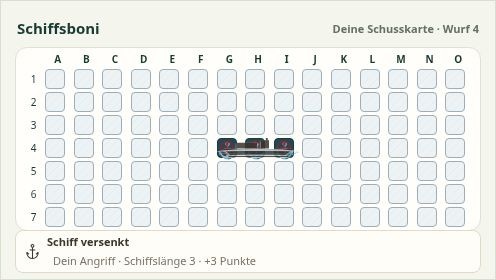 Schiffsboni
Deine Schusskarte · Wurf 4
A B C D E F G H I J K L M N O
1
2
3
4
5
6
7
Schiff versenkt
Dein Angriff · Schiffslänge 3 · +3 Punkte